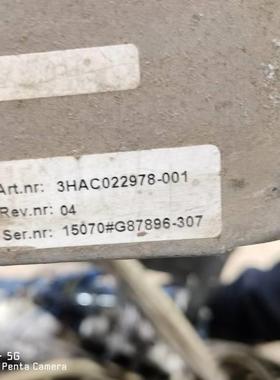 Art.nr: 3HAC022978-001
Rev.nr: 04
Ser.nr: 15070#G87896-307
- 5G
Penta Camera